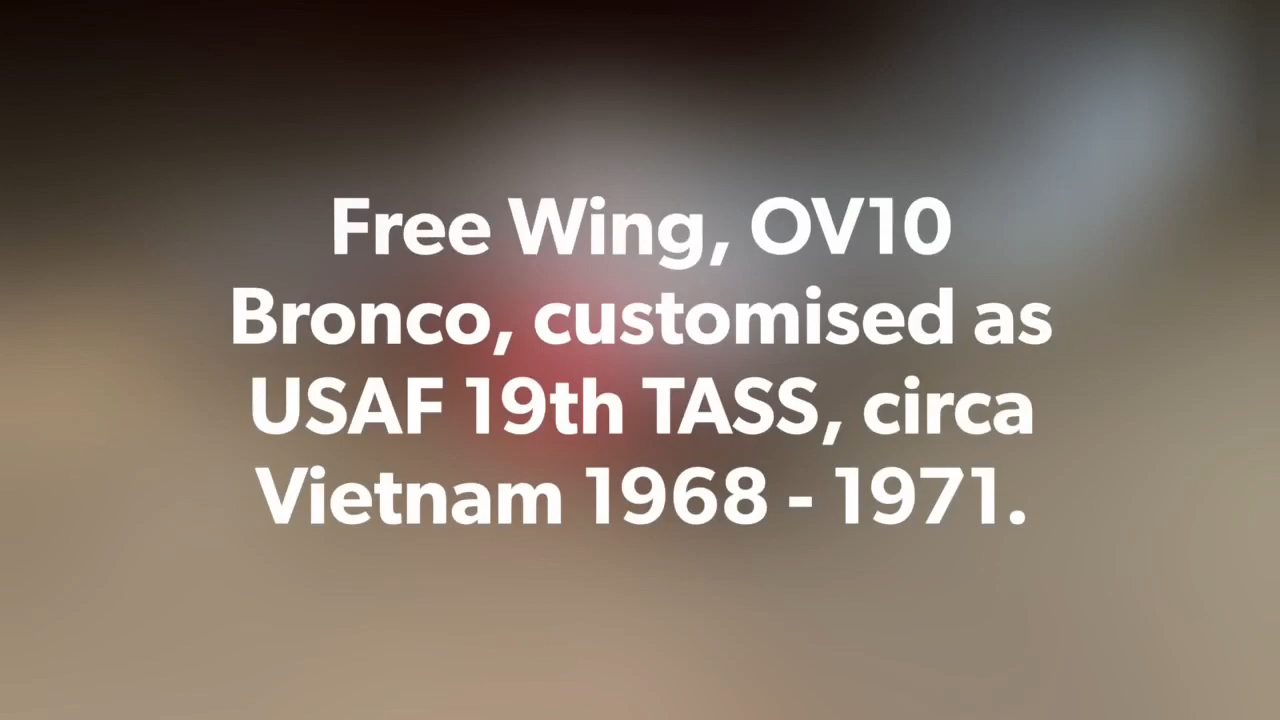 Free Wing, OV10
Bronco, customised as
USAF 19th TASS, circa
Vietnam 1968 - 1971.